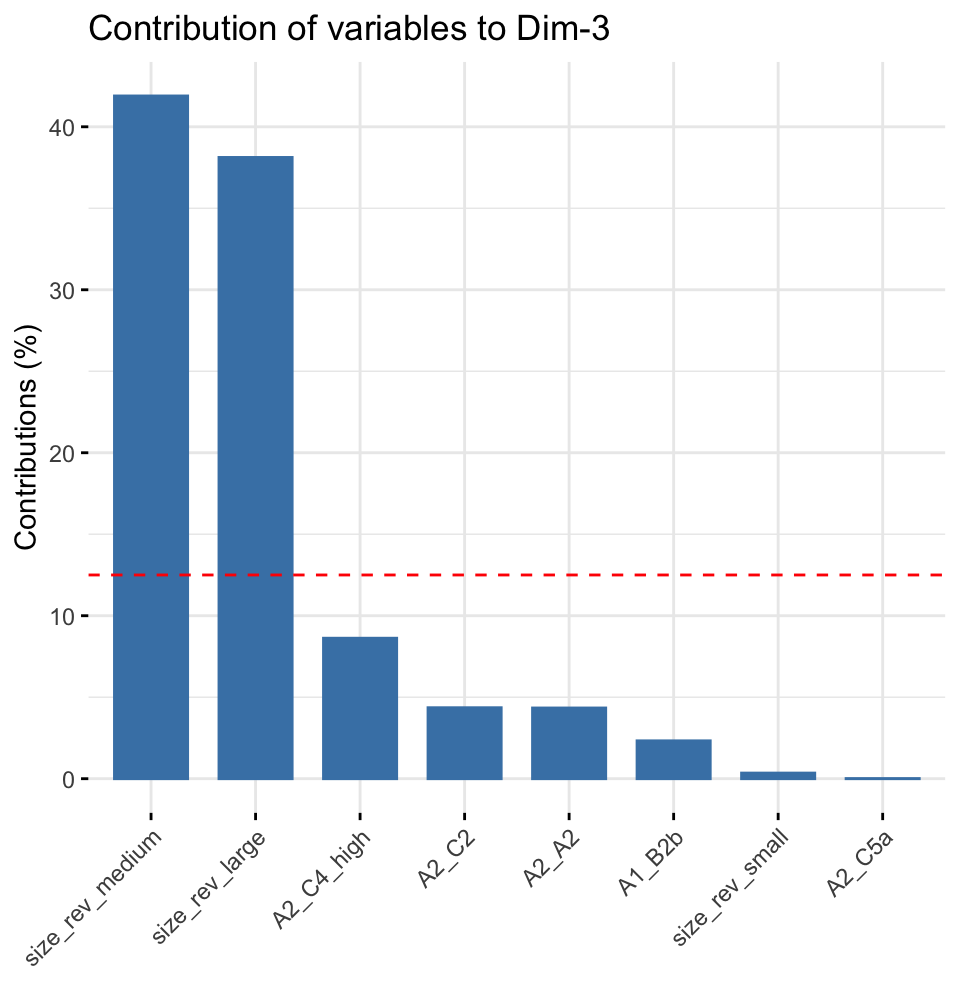 Contribution of variables to Dim-3
Contributions (%)
40
30
20
10
0
size_rev_medium
size_rev_large
A2_C4_high
A2_C2
A2_A2
A1_B2b
size_rev_small
A2_C5a